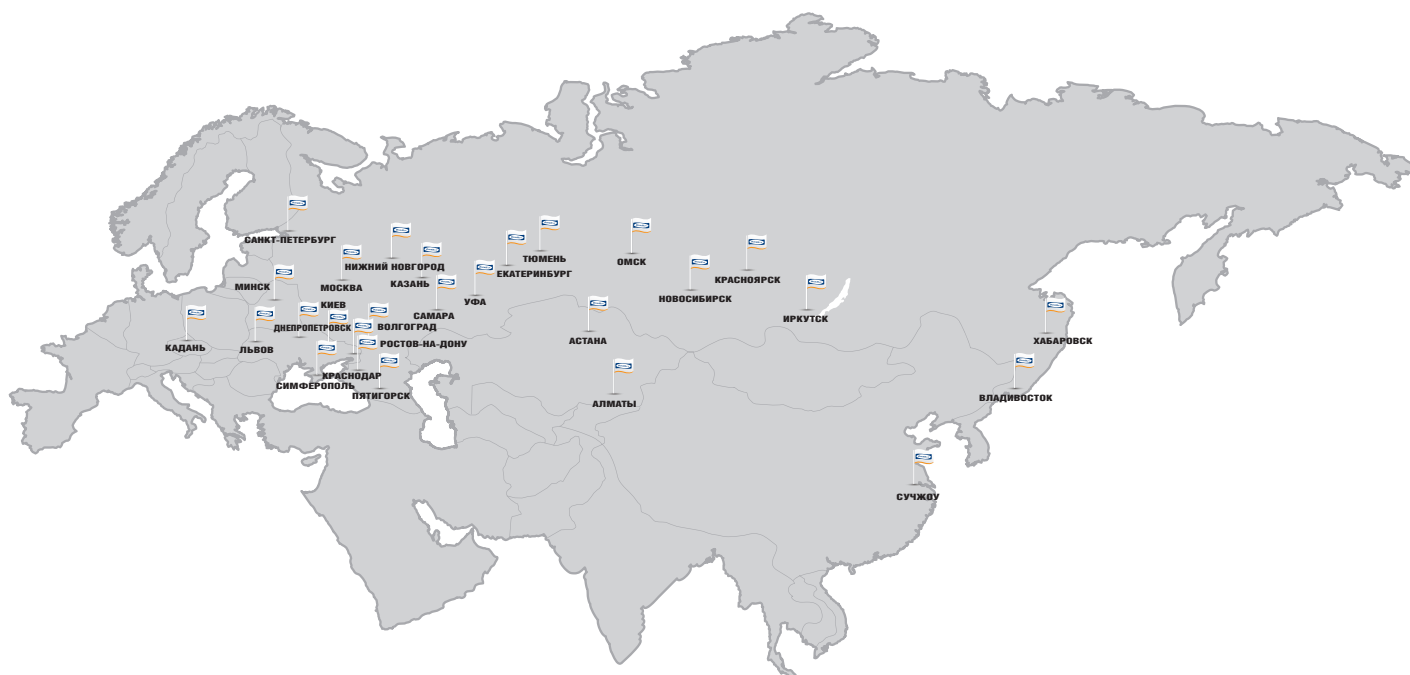 САНКТ-ПЕТЕРБУРГ
ТЮМЕНЬ
ОМСК
НИЖНИЙ НОВГОРОД
ЕКАТЕРИНБУРГ
КРАСНОЯРСК
КАЗАНЬ
МИНСК
МОСКВА
УФА
НОВОСИБИРСК
КИЕВ
САМАРА
ИРКУТСК
ДНЕПРОПЕТРОВСК
ВОЛГОГРАД
АСТАНА
ХАБАРОВСК
КАДАНЬ
ЛЬВОВ
РОСТОВ-НА-ДОНУ
КРАСНОДАР
СИМФЕРОПОЛЬ
ПЯТИГОРСК
АЛМАТЫ
ВЛАДИВОСТОК
СУЧЖОУ